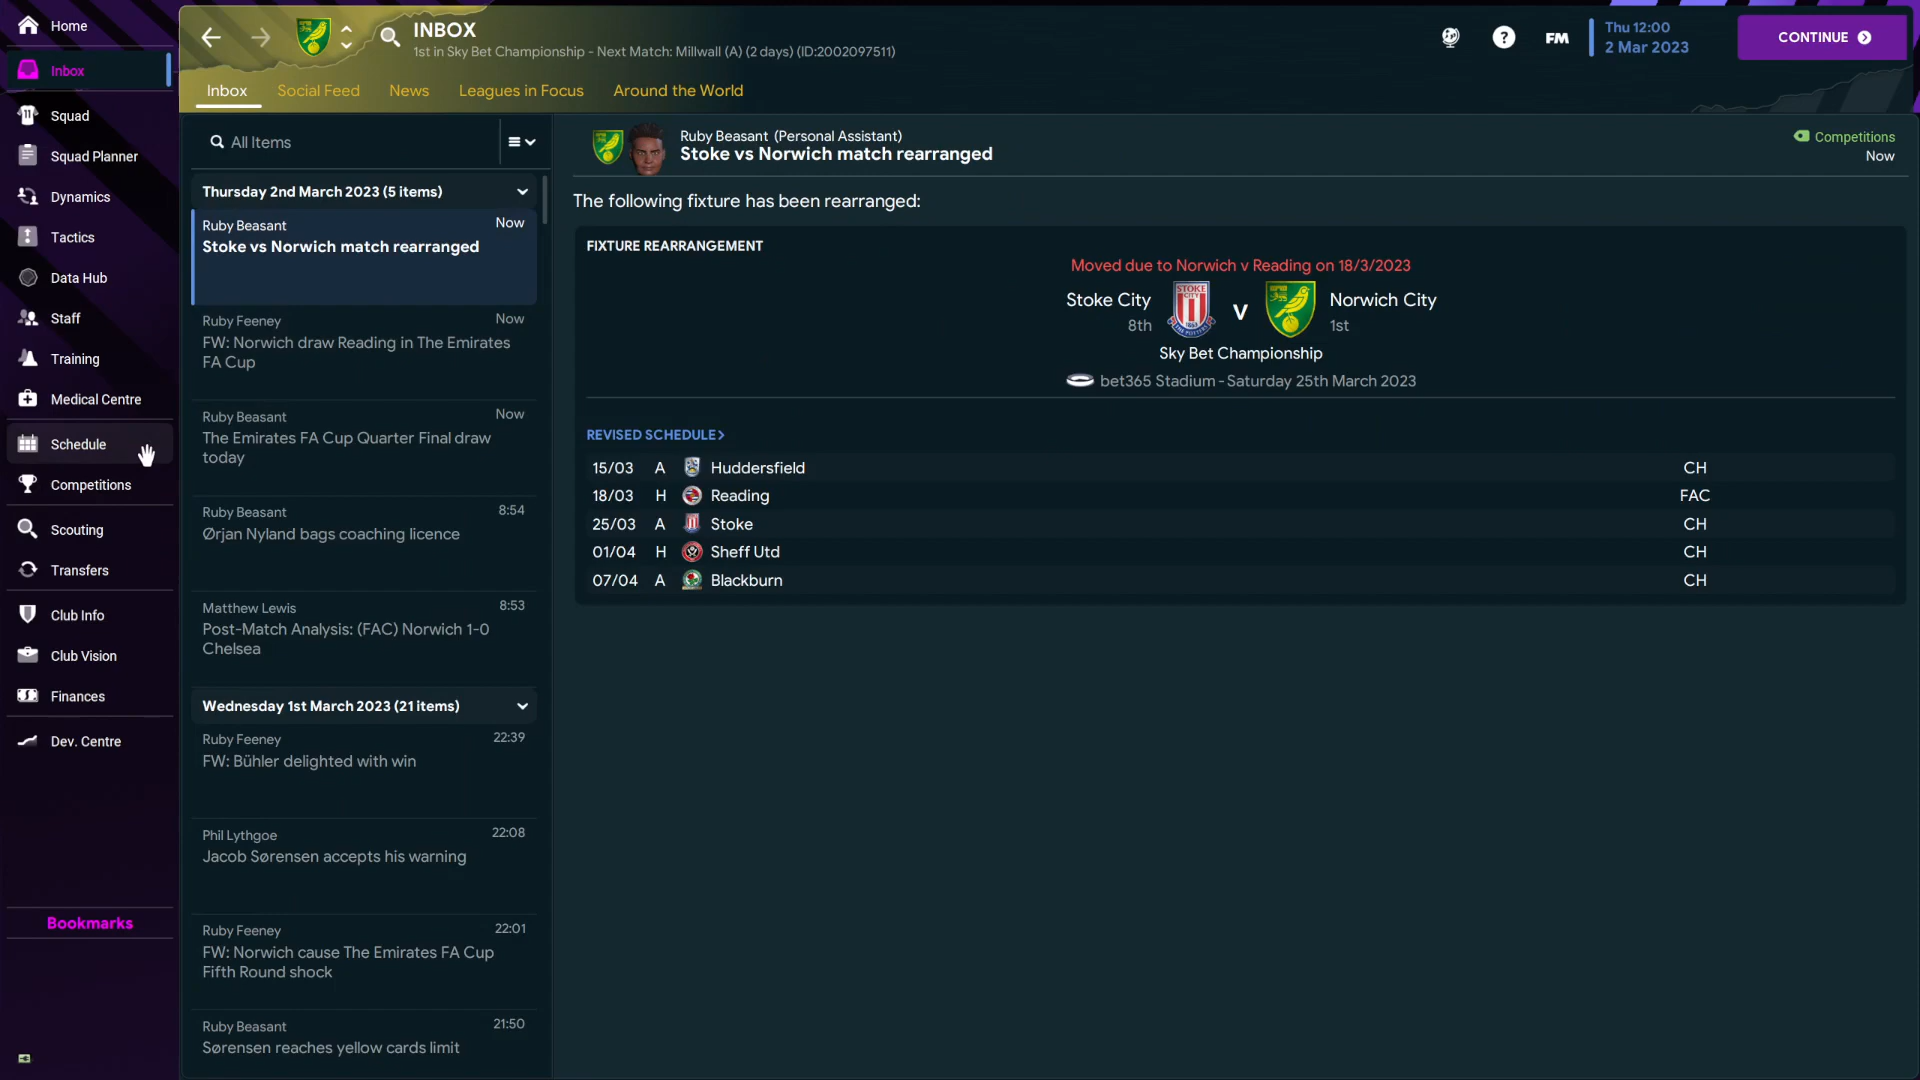 Home
Inbox
Squad
Squad Planner
Dynamics
Tactics
Data Hub
Staff
Training
Medical Centre
Schedule
Competitions
Scouting
Transfers
Club Info
Club Vision
Finances
Dev. Centre
Bookmarks
INBOX
1st in Sky Bet Championship - Next Match: Millwall (A) (2 days) (ID:2002097511)
FM
Thu 12:00
2 Mar 2023
CONTINUE
Inbox Social Feed News Leagues in Focus Around the World
All Items
Thursday 2nd March 2023 (5 items)
Ruby Beasant Now
Stoke vs Norwich match rearranged
Ruby Feeney Now
FW: Norwich draw Reading in The Emirates
FA Cup
Ruby Beasant Now
The Emirates FA Cup Quarter Final draw
today
Ruby Beasant 8:54
Ørjan Nyland bags coaching licence
Matthew Lewis 8:53
Post-Match Analysis: (FAC) Norwich 1-0
Chelsea
Wednesday 1st March 2023 (21 items)
Ruby Feeney 22:39
FW: Bühler delighted with win
Phil Lythgoe 22:08
Jacob Sørensen accepts his warning
Ruby Feeney 22:01
FW: Norwich cause The Emirates FA Cup
Fifth Round shock
Ruby Beasant 21:50
Sørensen reaches yellow cards limit
Ruby Beasant (Personal Assistant)
Stoke vs Norwich match rearranged
Competitions
Now
The following fixture has been rearranged:
FIXTURE REARRANGEMENT
Moved due to Norwich v Reading on 18/3/2023
Stoke City V Norwich City
8th 1st
Sky Bet Championship
bet365 Stadium - Saturday 25th March 2023
REVISED SCHEDULE>
15/03 A Huddersfield CH
18/03 H Reading FAC
25/03 A Stoke CH
01/04 H Sheff Utd CH
07/04 A Blackburn CH